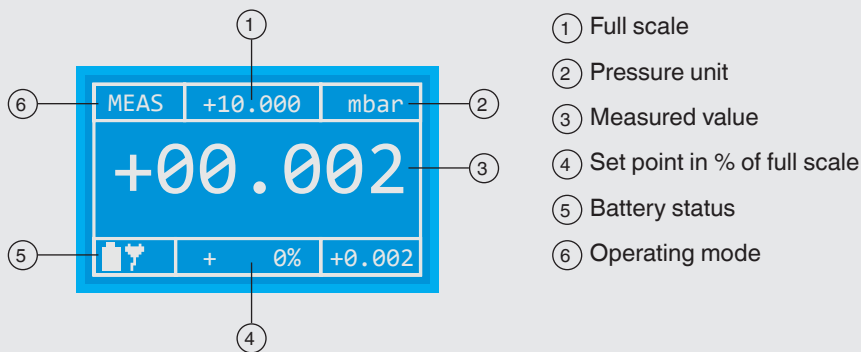 1
6
MEAS +10.000 mbar
2
+00.002
3
5
+ 0% +0.002
4
1 Full scale
2 Pressure unit
3 Measured value
4 Set point in % of full scale
5 Battery status
6 Operating mode